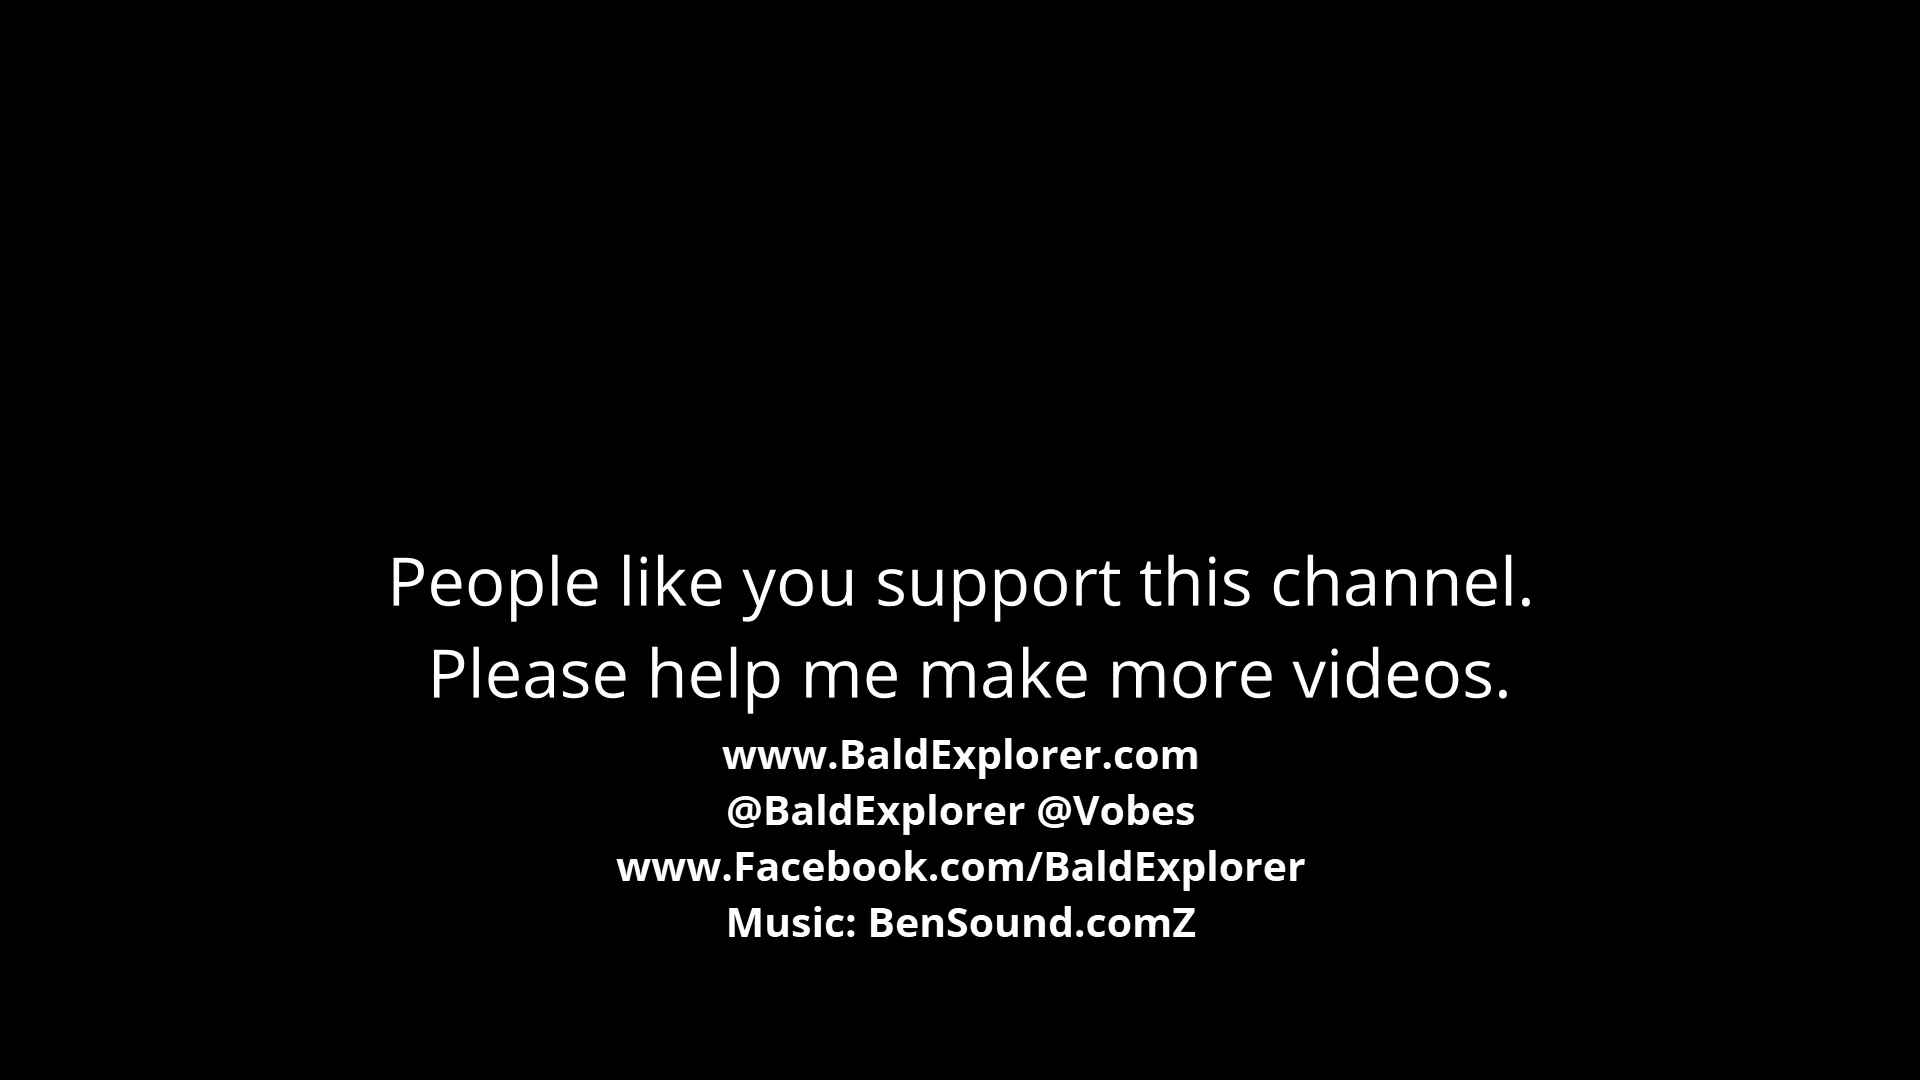 People like you support this channel.
Please help me make more videos.
www.BaldExplorer.com
@BaldExplorer @Vobes
www.Facebook.com/BaldExplorer
Music: BenSound.comZ